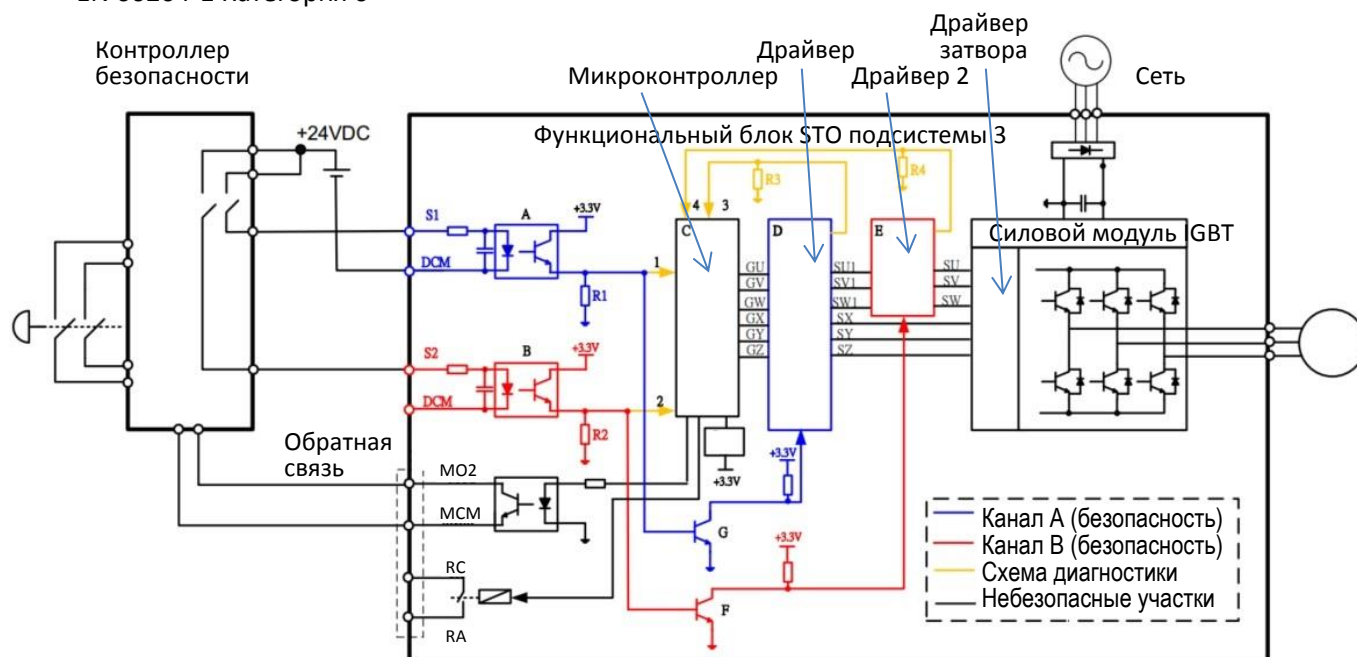 Контроллер
безопасности
Микроконтроллер
Драйвер
Драйвер 2
Драйвер
затвора
Сеть
+24VDC
Функциональный блок STO подсистемы 3
S1
A
+3.3V
DCM
R1
1
S2
B
+3.3V
DCM
R2
2
R3
R4
4
3
C
D
E
GU
GV
GW
GX
GY
GZ
SU1
SV1
SW1
SX
SY
SZ
SU
SV
SW
Силовой модуль IGBT
+3.3V
Обратная
связь
MO2
MCM
RC
RA
+3.3V
G
+3.3V
F
Канал А (безопасность)
Канал В (безопасность)
Схема диагностики
Небезопасные участки